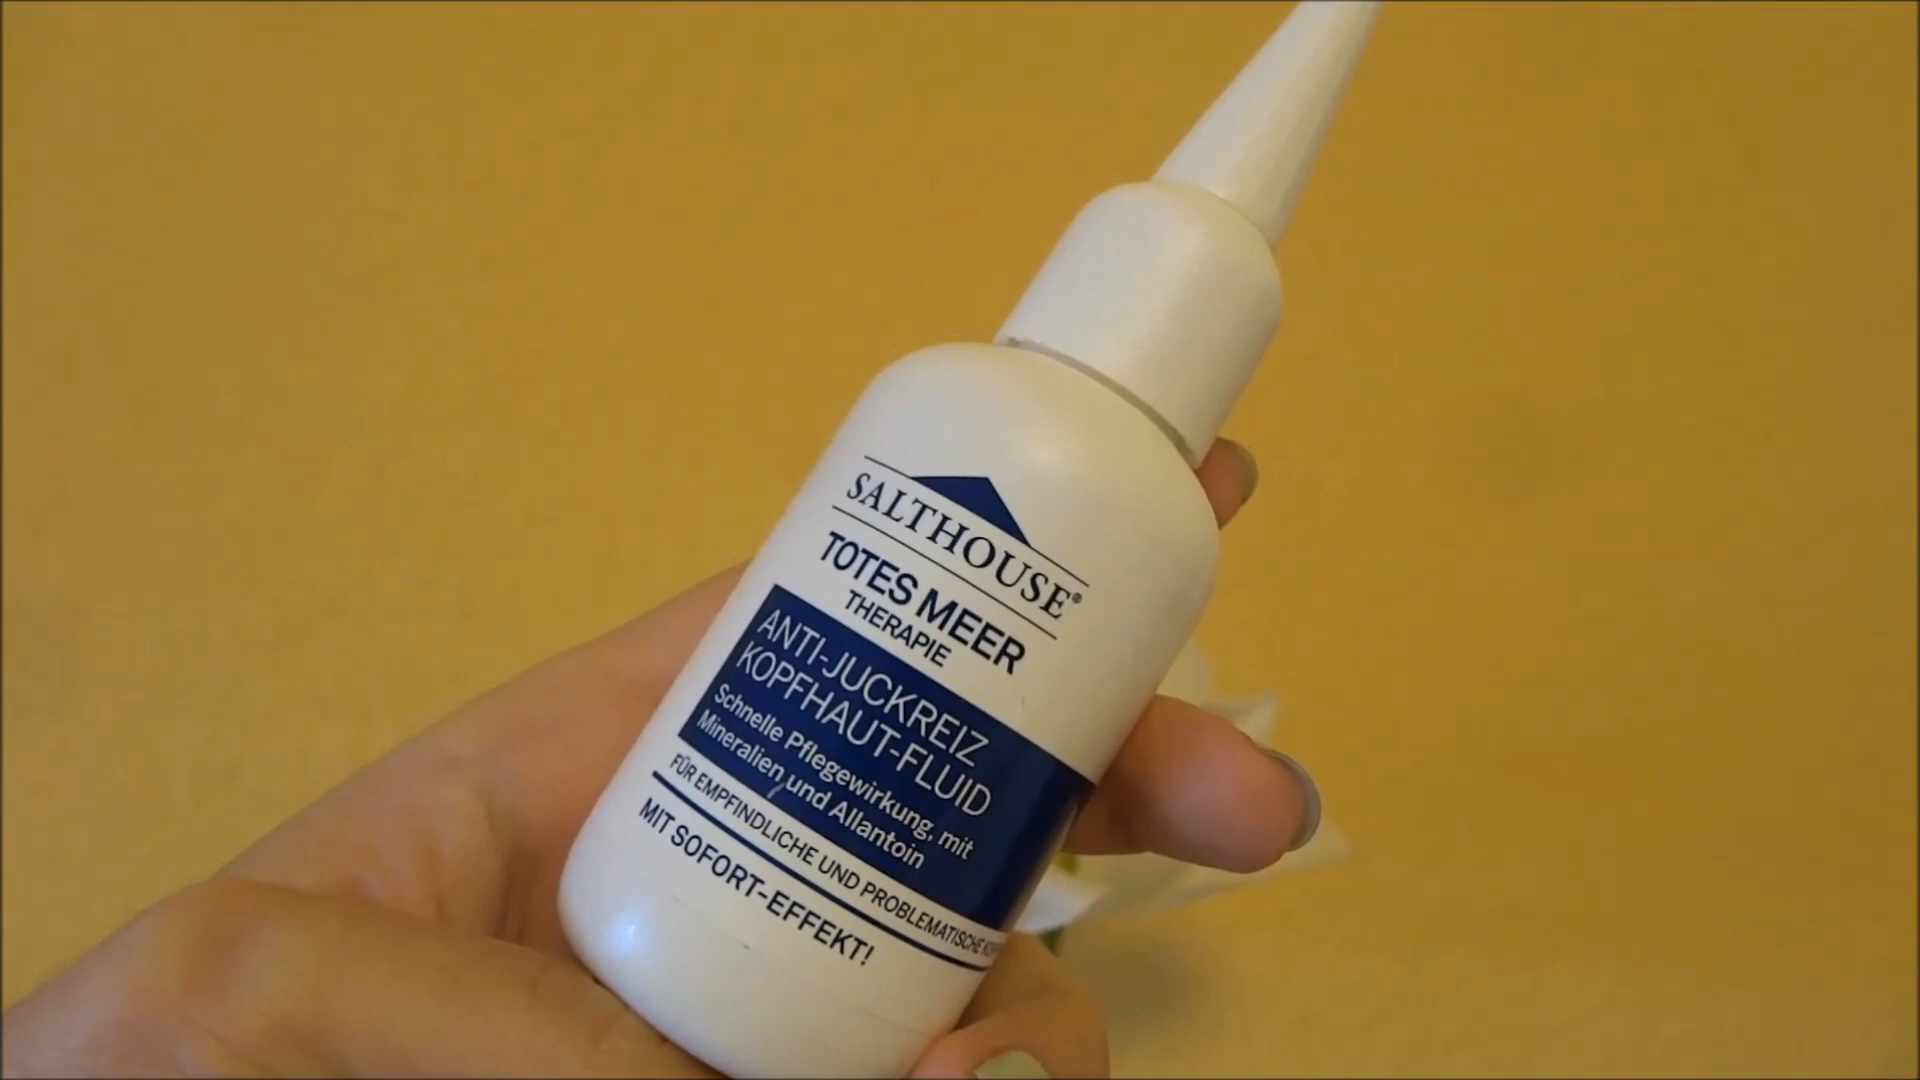 SALTHOUSE®
TOTES MEER
THERAPIE
ANTI-JUCKREIZ
KOPFHAUT-FLUID
Schnelle Pflegewirkung, mit
Mineralien und Allantoin
FÜR EMPFINDLICHE UND PROBLEMATISCHE
MIT SOFORT-EFFEKT!